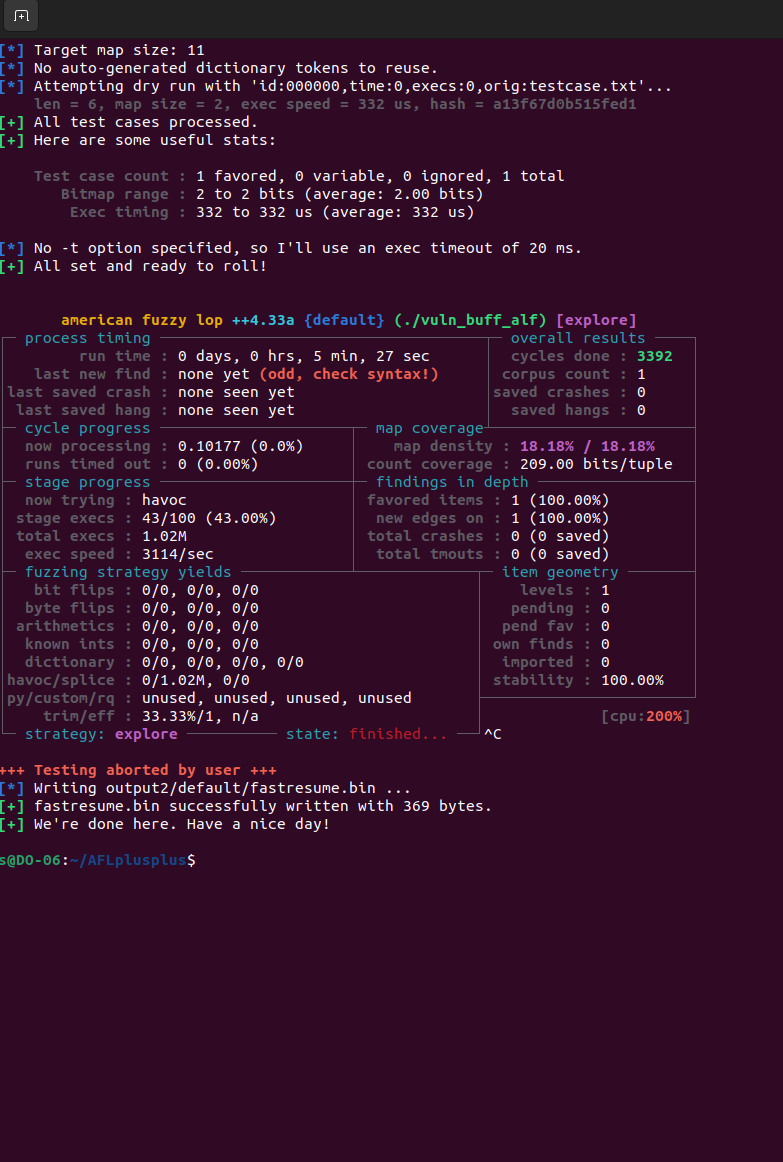 [*] Target map size: 11
[*] No auto-generated dictionary tokens to reuse.
[*] Attempting dry run with 'id:000000,time:0,execs:0,orig:testcase.txt'...
len = 6, map size = 2, exec speed = 332 us, hash = a13f67d0b515fed1
[+] All test cases processed.
[+] Here are some useful stats:
Test case count : 1 favored, 0 variable, 0 ignored, 1 total
Bitmap range : 2 to 2 bits (average: 2.00 bits)
Exec timing : 332 to 332 us (average: 332 us)
[*] No -t option specified, so I'll use an exec timeout of 20 ms.
[+] All set and ready to roll!
american fuzzy lop ++4.33a {default} (./vuln_buff_alf) [explore]
process timing overall results
run time : 0 days, 0 hrs, 5 min, 27 sec cycles done : 3392
last new find : none yet (odd, check syntax!) corpus count : 1
last saved crash : none seen yet saved crashes : 0
last saved hang : none seen yet saved hangs : 0
cycle progress map coverage
now processing : 0.10177 (0.0%) map density : 18.18% / 18.18%
runs timed out : 0 (0.00%) count coverage : 209.00 bits/tuple
stage progress findings in depth
now trying : havoc favored items : 1 (100.00%)
stage execs : 43/100 (43.00%) new edges on : 1 (100.00%)
total execs : 1.02M total crashes : 0 (0 saved)
exec speed : 3114/sec total tmouts : 0 (0 saved)
fuzzing strategy yields item geometry
bit flips : 0/0, 0/0, 0/0 levels : 1
byte flips : 0/0, 0/0, 0/0 pending : 0
arithmetics : 0/0, 0/0, 0/0 pend fav : 0
known ints : 0/0, 0/0, 0/0 own finds : 0
dictionary : 0/0, 0/0, 0/0, 0/0 imported : 0
havoc/splice : 0/1.02M, 0/0 stability : 100.00%
py/custom/rq : unused, unused, unused, unused
trim/eff : 33.33%/1, n/a [cpu:200%]
strategy: explore state: finished... ^C
+++ Testing aborted by user +++
[*] Writing output2/default/fastresume.bin ...
[+] fastresume.bin successfully written with 369 bytes.
[+] We're done here. Have a nice day!
s@DO-06:~/AFLplusplus$